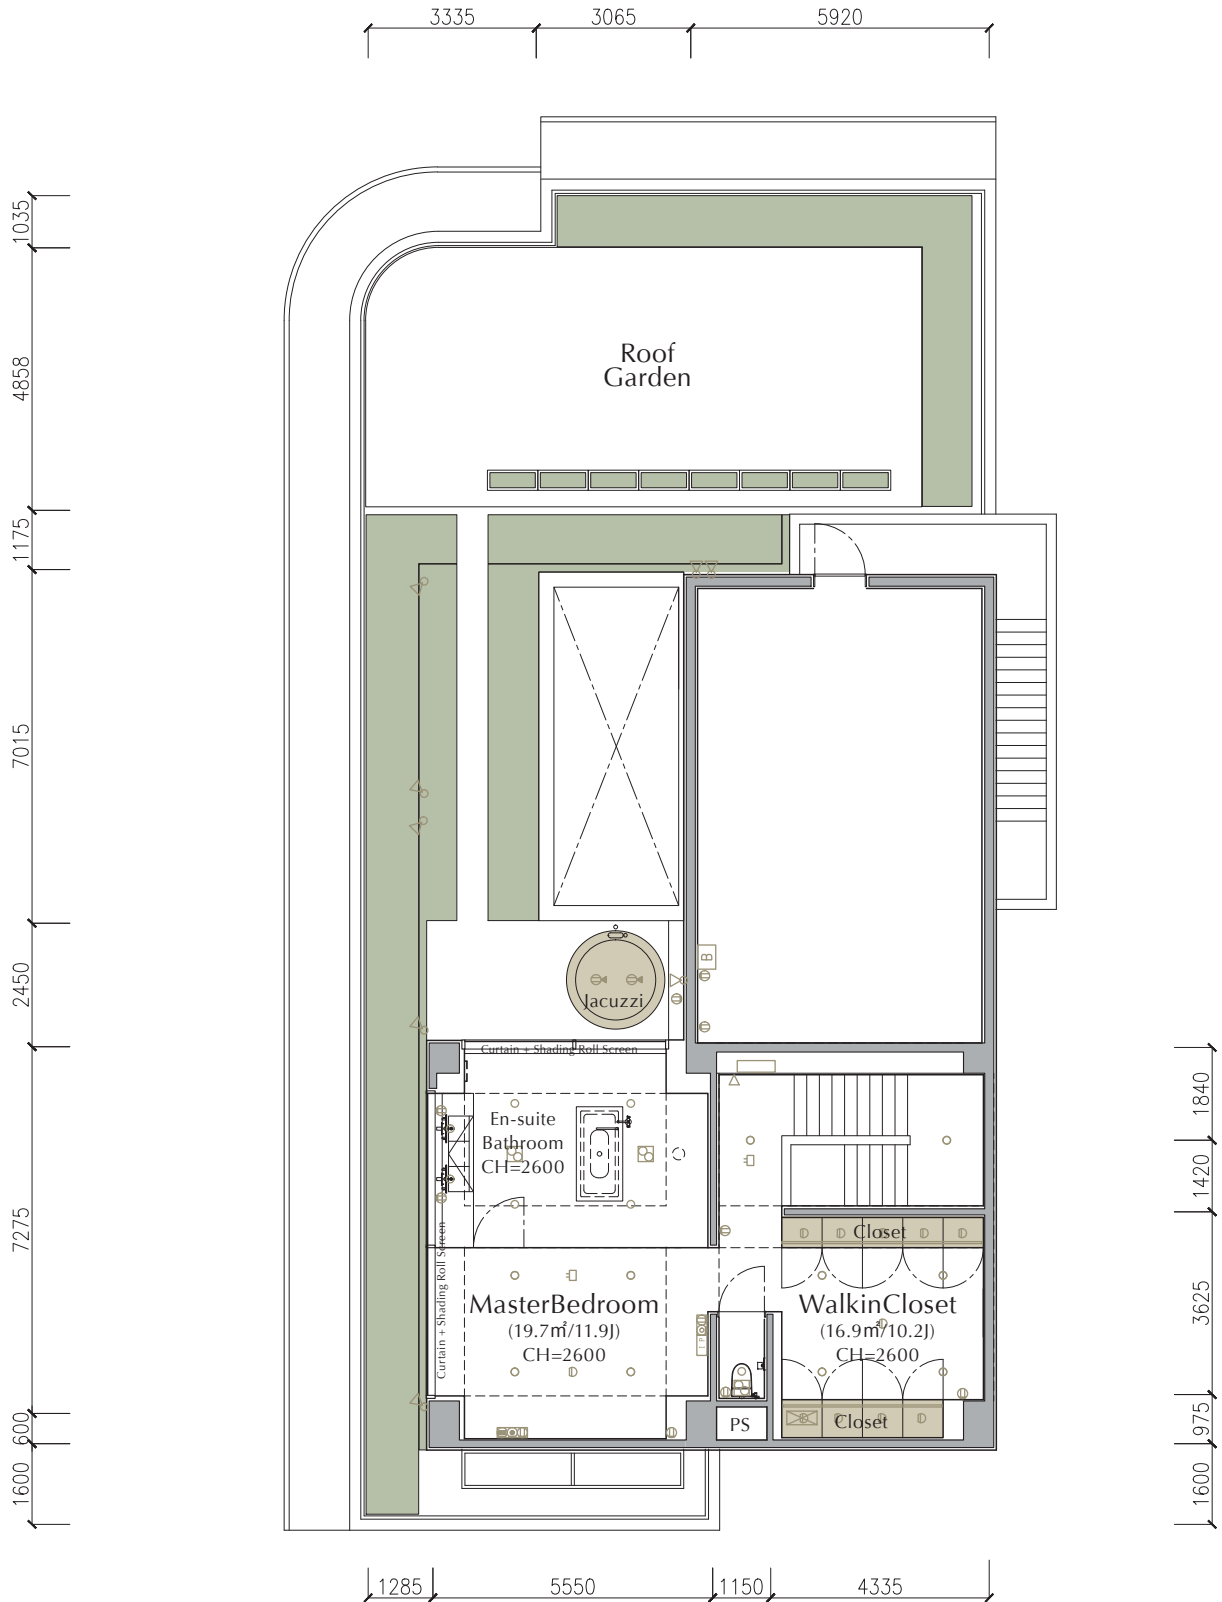 3335
3065
5920
1035
4858
1175
7015
2450
7275
600
1600
Roof
Garden
B
Jacuzzi
Curtain + Shading Roll Screen
En-suite
Bathroom
CH=2600
Curtain + Shading Roll Screen
Closet
MasterBedroom
(19.7㎡/11.9J)
CH=2600
WalkinCloset
(16.9㎡/10.2J)
CH=2600
PS
Closet
1840
1420
3625
975
1600
1285
5550
1150
4335